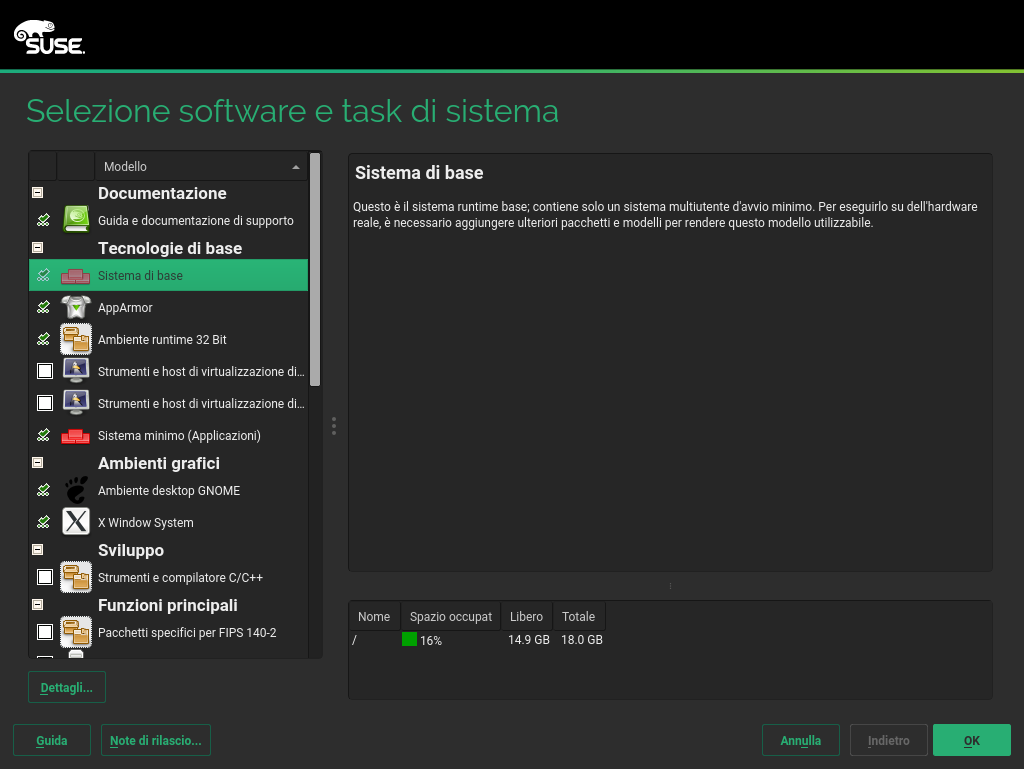 SUSE
Selezione software e task di sistema
Modello
Documentazione
Guida e documentazione di supporto
Tecnologie di base
Sistema di base
AppArmor
Ambiente runtime 32 Bit
Strumenti e host di virtualizzazione di...
Strumenti e host di virtualizzazione di...
Sistema minimo (Applicazioni)
Ambienti grafici
Ambiente desktop GNOME
X Window System
Sviluppo
Strumenti e compilatore C/C++
Funzioni principali
Pacchetti specifici per FIPS 140-2
Dettagli...
Sistema di base
Questo è il sistema runtime base; contiene solo un sistema multiutente d'avvio minimo. Per eseguirlo su dell'hardware
reale, è necessario aggiungere ulteriori pacchetti e modelli per rendere questo modello utilizzabile.
Nome Spazio occupat Libero Totale
/ 16% 14.9 GB 18.0 GB
Guida Note di rilascio... Annulla Indietro OK